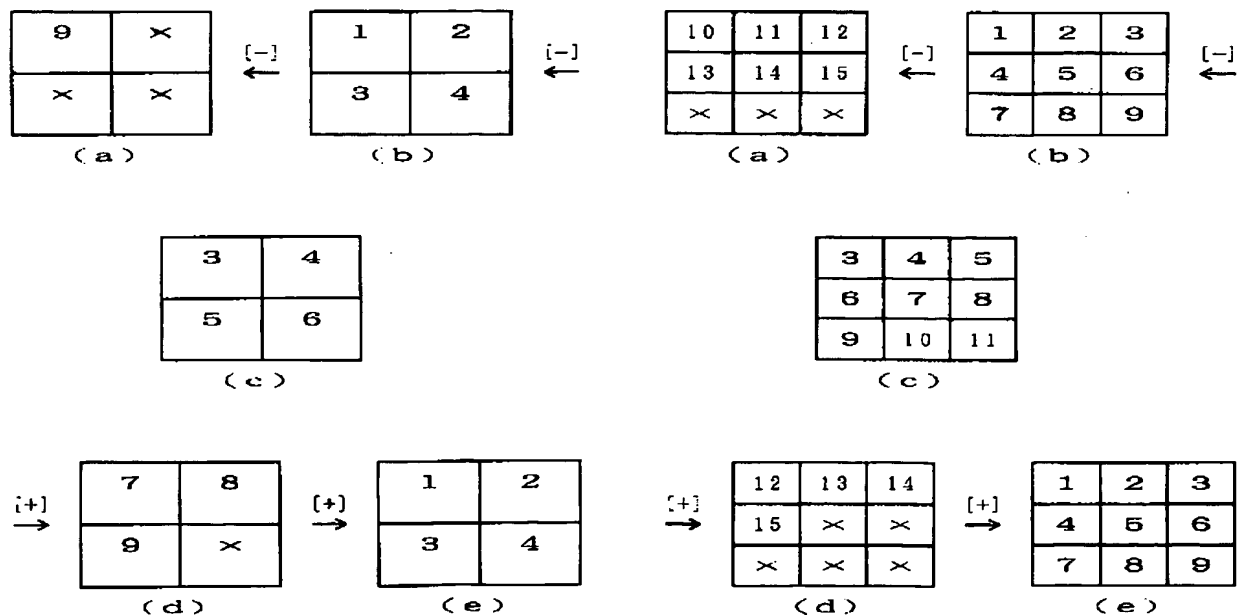 9 × [−] 1 2 [−] 10 11 12 [−] 1 2 3 [−]
× × ← 3 4 ← 13 14 15 ← 4 5 6 ←
× × × 7 8 9
(a) (b) (a) (b)
3 4 3 4 5
5 6 6 7 8
9 10 11
(c) (c)
[+] 7 8 [+] 1 2 [+] 12 13 14 [+] 1 2 3
→ 9 × → 3 4 → 15 × × → 4 5 6
× × × 7 8 9
(d) (e) (d) (e)